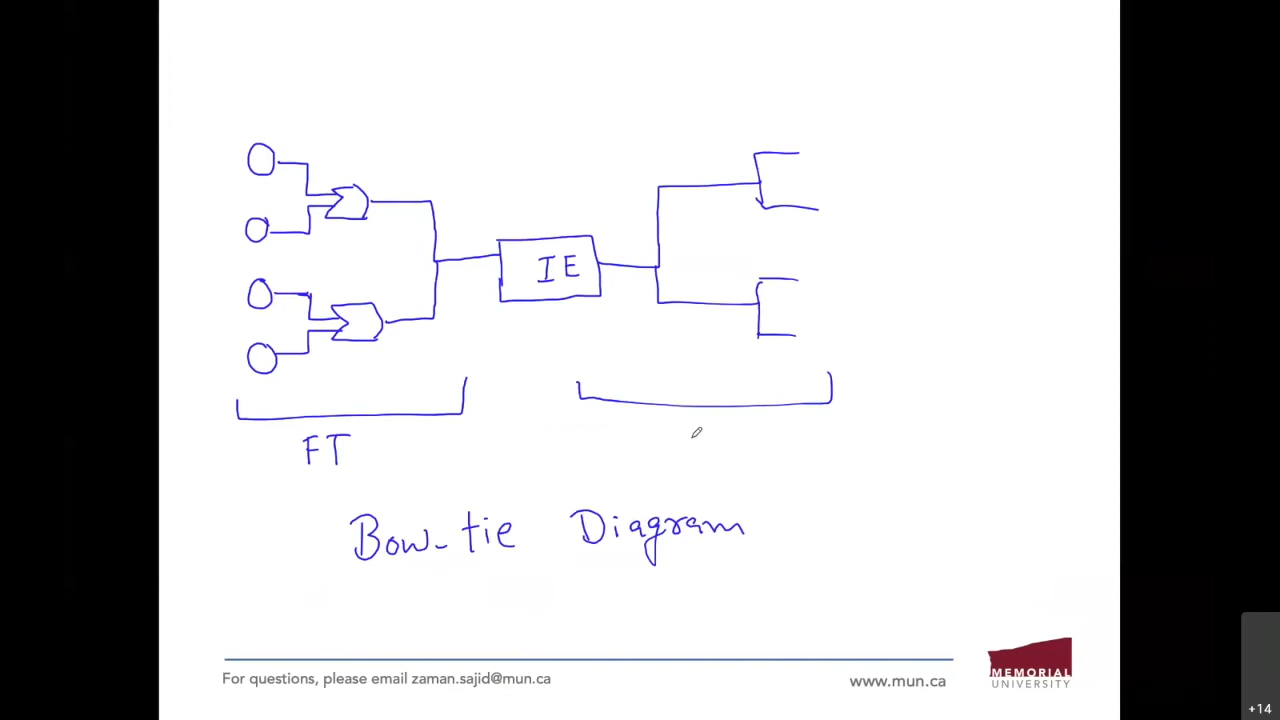 IE
FT
Bow-tie Diagram
For questions, please email zaman.sajid@mun.ca
www.mun.ca
MEMORIAL
UNIVERSITY
+14